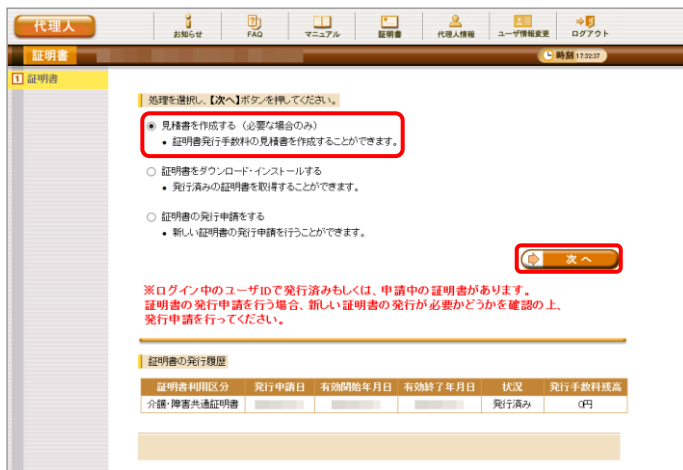 代理人
お知らせ
FAQ
マニュアル
証明書
代理人情報
ユーザ情報変更
ログアウト
証明書
時刻 17:32:37
1 証明書
処理を選択し、【次へ】ボタンを押してください。
見積書を作成する（必要な場合のみ）
• 証明書発行手数料の見積書を作成することができます。
証明書をダウンロード・インストールする
• 発行済みの証明書を取得することができます。
証明書の発行申請をする
• 新しい証明書の発行申請を行うことができます。
次へ
※ログイン中のユーザIDで発行済みもしくは、申請中の証明書があります。
証明書の発行申請を行う場合、新しい証明書の発行が必要かどうかを確認の上、
発行申請を行ってください。
証明書の発行履歴
証明書利用区分 発行申請日 有効開始年月日 有効終了年月日 状況 発行手数料残高
介護・障害共通証明書 発行済み 0円